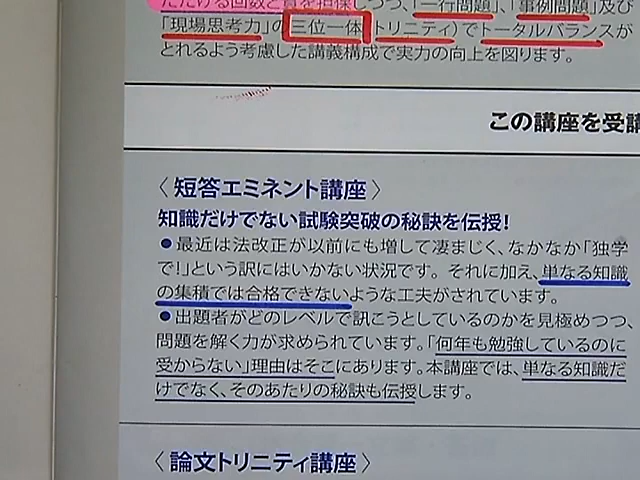 ただける回数と質を担保しつつ、「一行問題」、「事例問題」及び
「現場思考力」の三位一体(トリニティ)でトータルバランスが
とれるよう考慮した講義構成で実力の向上を図ります。
この講座を受講
〈短答エミネント講座〉
知識だけでない試験突破の秘訣を伝授!
●最近は法改正が以前にも増して凄まじく、なかなか「独学
で!」という訳にはいかない状況です。それに加え、単なる知識
の集積では合格できないような工夫がされています。
●出題者がどのレベルで訊こうとしているのかを見極めつつ、
問題を解く力が求められています。「何年も勉強しているのに
受からない」理由はそこにあります。本講座では、単なる知識だ
けでなく、そのあたりの秘訣も伝授します。
〈論文トリニティ講座〉